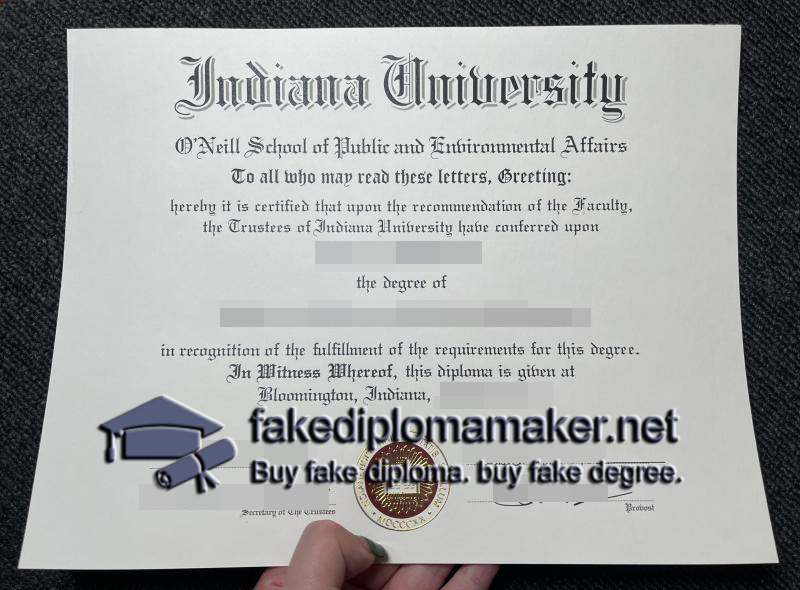 Indiana University
O'Neill School of Public and Environmental Affairs
To all who may read these letters, Greeting:
hereby it is certified that upon the recommendation of the Faculty,
the Trustees of Indiana University have conferred upon
the degree of
in recognition of the fulfillment of the requirements for this degree.
In Witness Whereof, this diploma is given at
Bloomington, Indiana,
fakediplomamaker.net
Buy fake diploma. buy fake degree.
MDCCCXX
Secretary of the Trustees
Provost